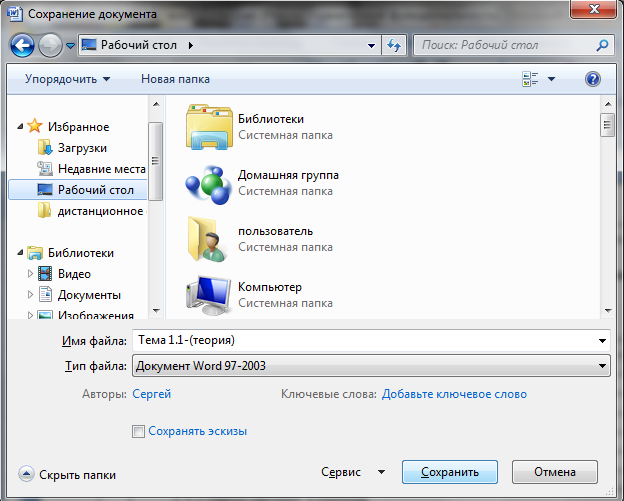 Сохранение документа
Рабочий стол
Поиск: Рабочий стол
Упорядочить
Новая папка
Избранное
Загрузки
Недавние места
Рабочий стол
дистанционное
Библиотеки
Видео
Документы
Изображения
Библиотеки
Системная папка
Домашняя группа
Системная папка
пользователь
Системная папка
Компьютер
Системная папка
Имя файла: Тема 1.1-(теория)
Тип файла: Документ Word 97-2003
Авторы: Сергей Ключевые слова: Добавьте ключевое слово
Сохранять эскизы
Скрыть папки Сервис Сохранить Отмена